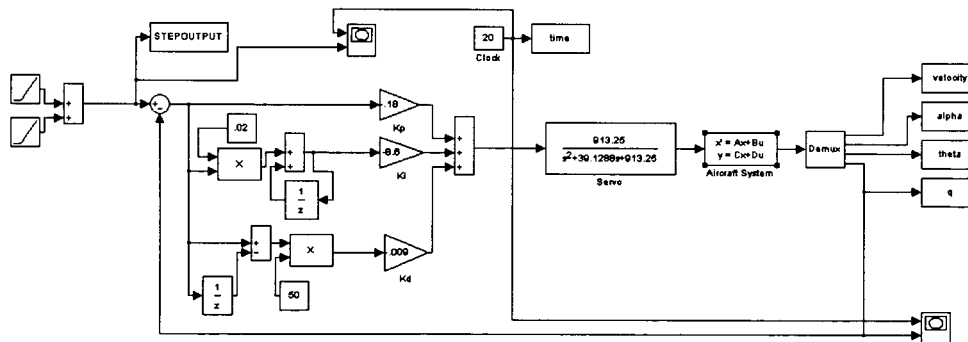 STEPOUTPUT
20
Clock
time
velocity
alpha
theta
q
+
+
+
-
.18
Kp
.02
X
+
+
-8.6
Ki
1
z
+
+
+
913.25
s²+39.1288s+913.25
Servo
x' = Ax+Bu
y = Cx+Du
Aircraft System
Demux
+
-
X
.009
Kd
1
z
50